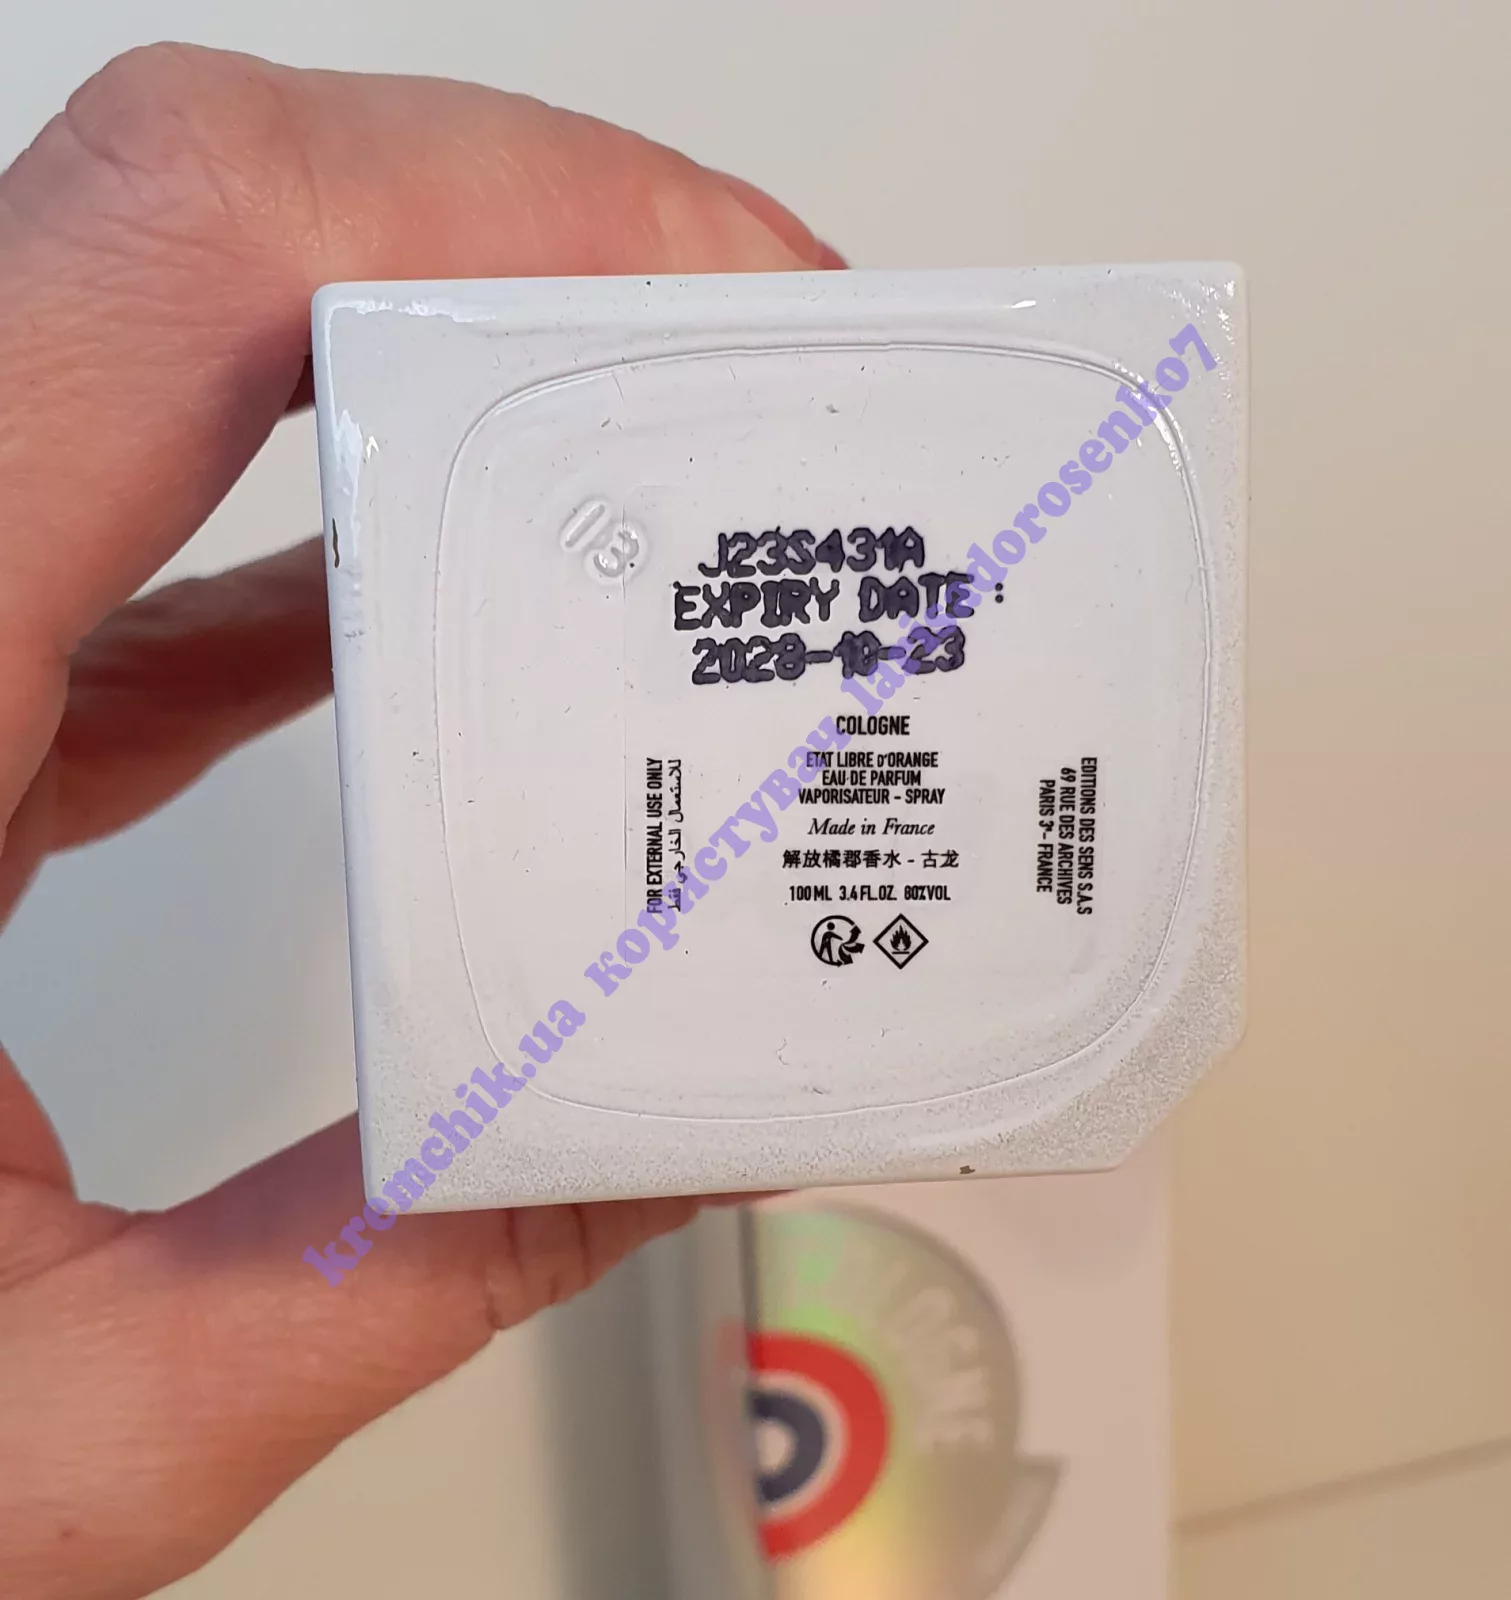 J23S431A
EXPIRY DATE :
2028-10-23
COLOGNE
ETAT LIBRE D'ORANGE
EAU DE PARFUM
VAPORISATEUR - SPRAY
Made in France
解放橘郡香水 - 古龙
100 ML 3.4 FL.OZ. 80%VOL
FOR EXTERNAL USE ONLY
للاستعمال الخارجي فقط
EDITIONS DES SENS S.A.S
69 RUE DES ARCHIVES
PARIS 3e - FRANCE
kremchik.ua користувач larisadorosenko7